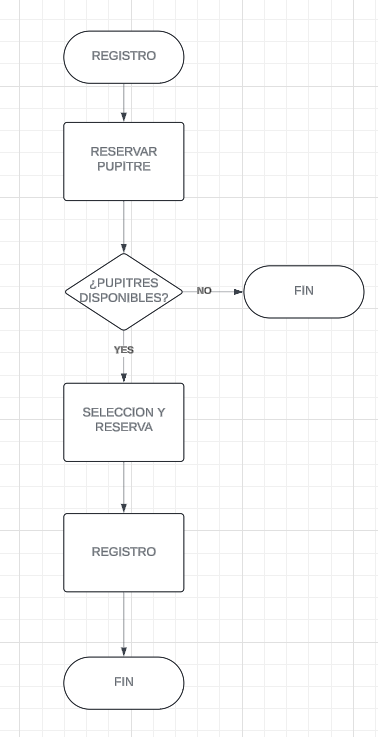 REGISTRO
RESERVAR
PUPITRE
¿PUPITRES
DISPONIBLES?
NO
FIN
YES
SELECCION Y
RESERVA
REGISTRO
FIN